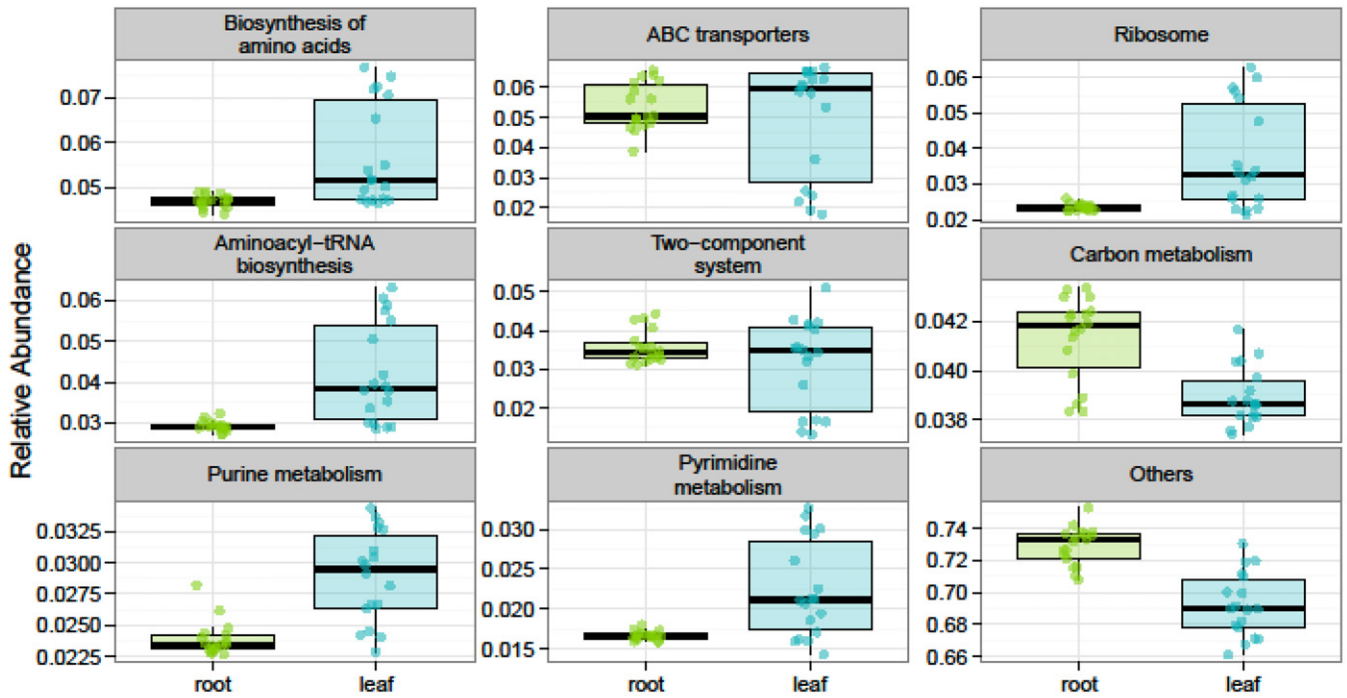 Relative Abundance
Biosynthesis of
amino acids
0.07
0.06
0.05
ABC transporters
0.06
0.05
0.04
0.03
0.02
Ribosome
0.06
0.05
0.04
0.03
0.02
Aminoacyl−tRNA
biosynthesis
0.06
0.05
0.04
0.03
Two−component
system
0.05
0.04
0.03
0.02
Carbon metabolism
0.042
0.040
0.038
Purine metabolism
0.0325
0.0300
0.0275
0.0250
0.0225
Pyrimidine
metabolism
0.030
0.025
0.020
0.015
Others
0.74
0.72
0.70
0.68
0.66
root leaf
root leaf
root leaf